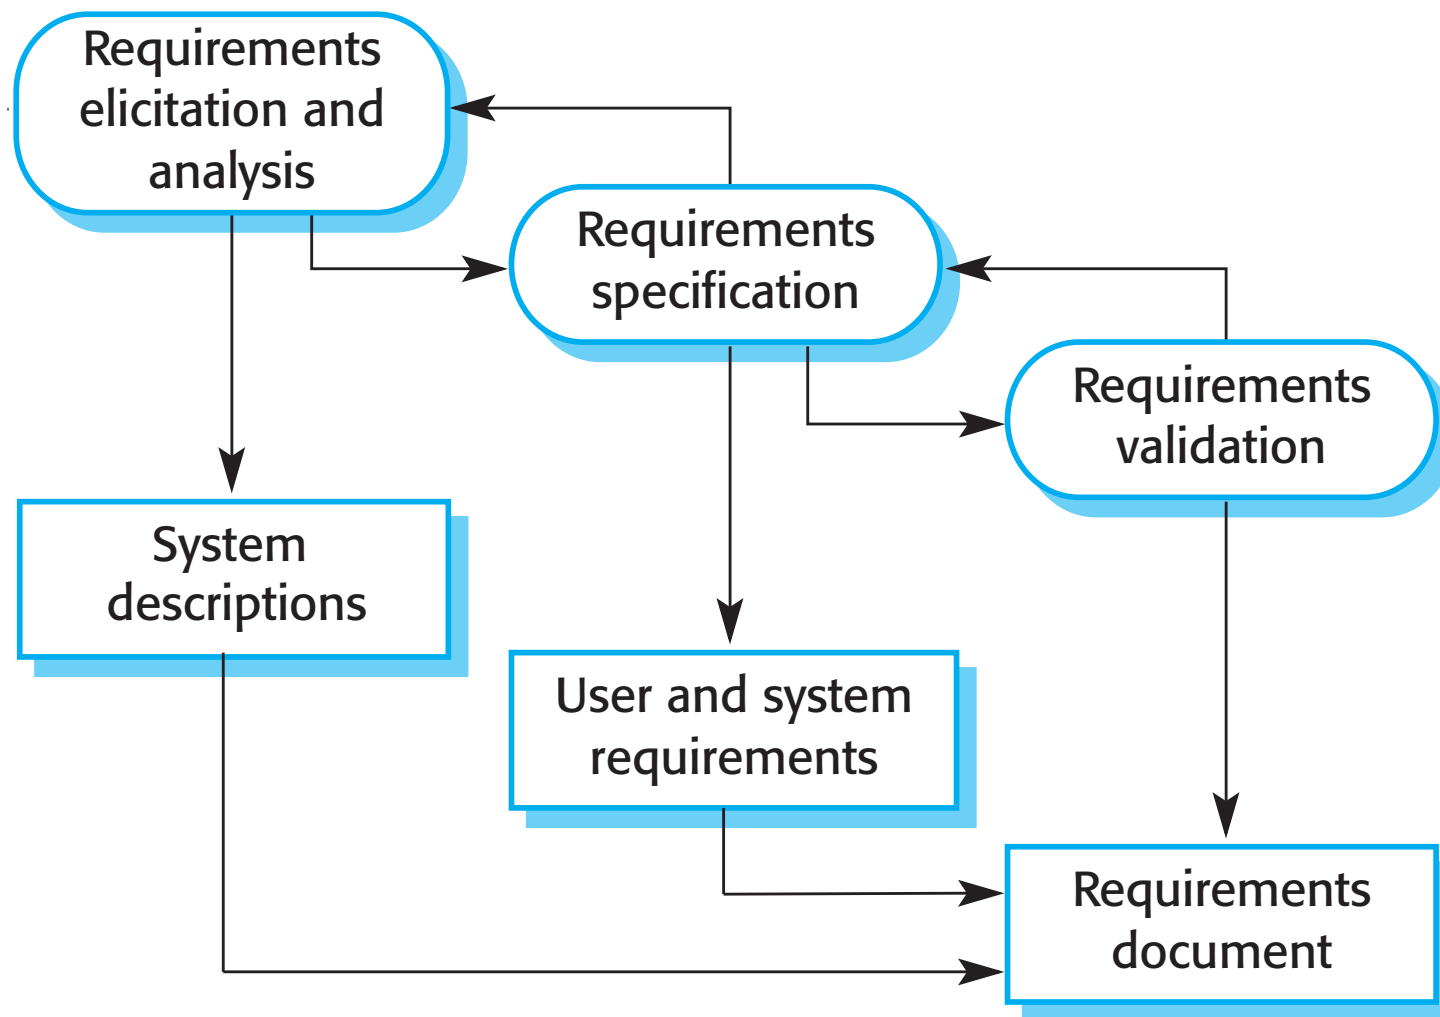 Requirements
elicitation and
analysis
Requirements
specification
Requirements
validation
System
descriptions
User and system
requirements
Requirements
document